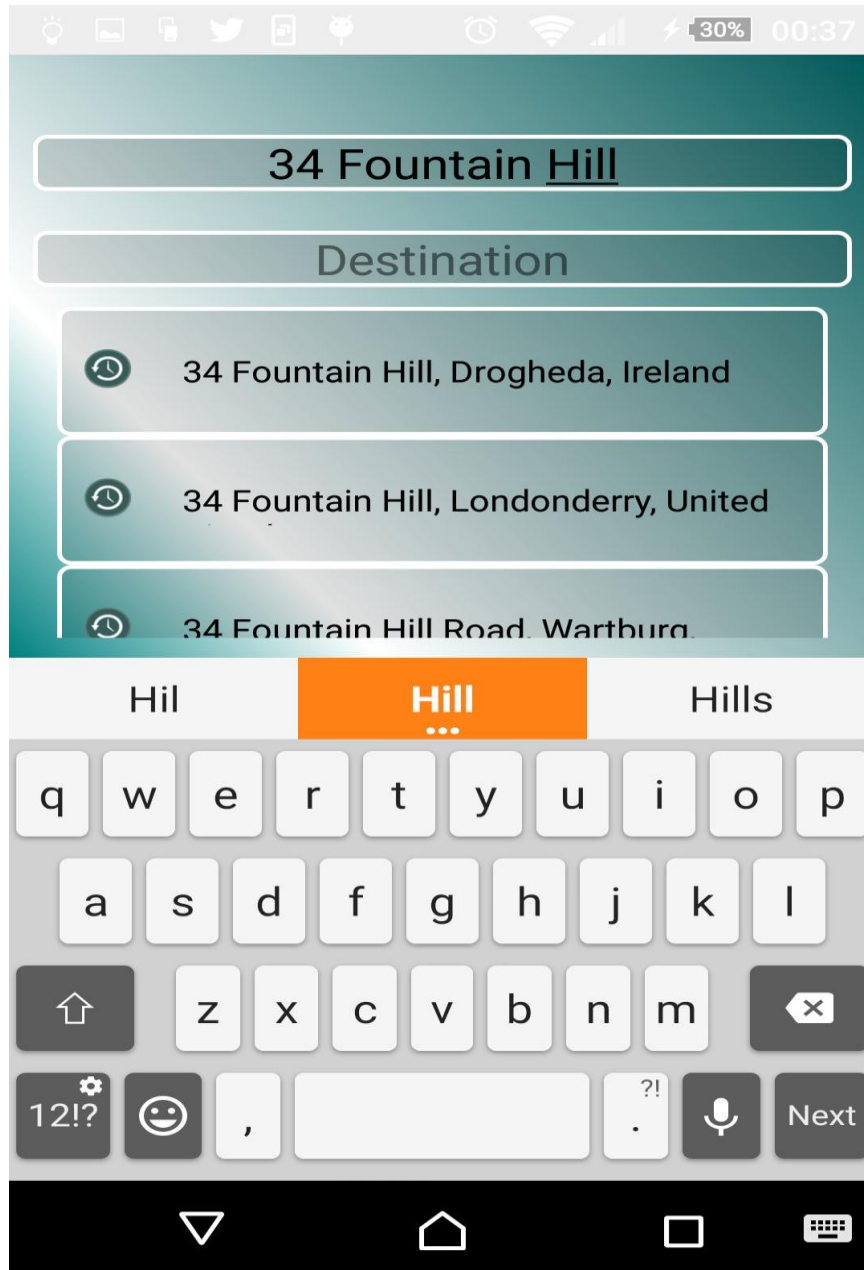 30% 00:37
34 Fountain Hill
Destination
34 Fountain Hill, Drogheda, Ireland
34 Fountain Hill, Londonderry, United
34 Fountain Hill Road, Wartburg,
Hil Hill Hills
q w e r t y u i o p
a s d f g h j k l
z x c v b n m
12!? , ?! . Next